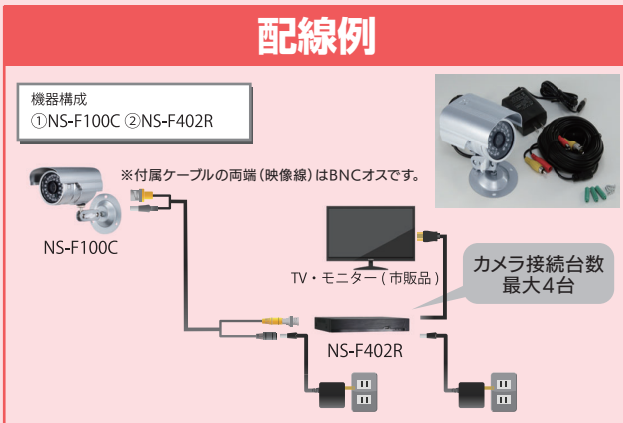 配線例
機器構成
①NS-F100C ②NS-F402R
※付属ケーブルの両端(映像線)はBNCオスです。
NS-F100C
TV・モニター(市販品)
カメラ接続台数
最大4台
NS-F402R